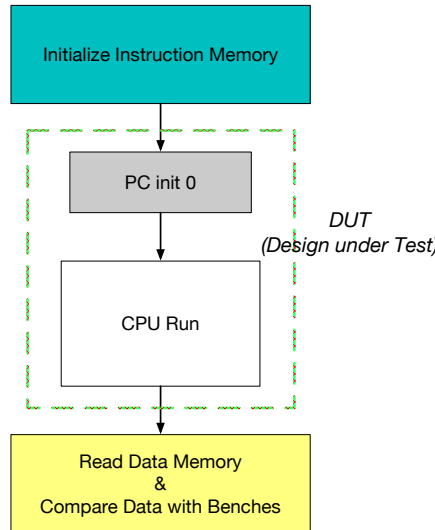 Initialize Instruction Memory
PC init 0
DUT
(Design under Test)
CPU Run
Read Data Memory
&
Compare Data with Benches